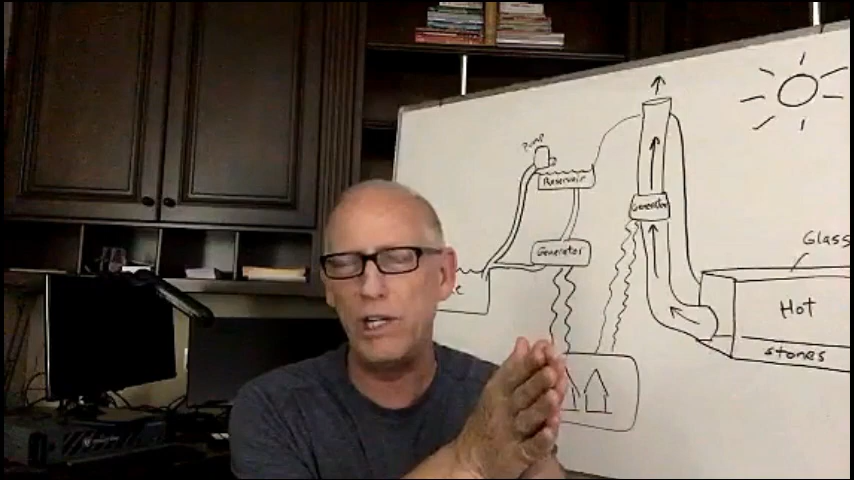 Pump
Reservoir
Generator
Generator
Glass
Hot
stones